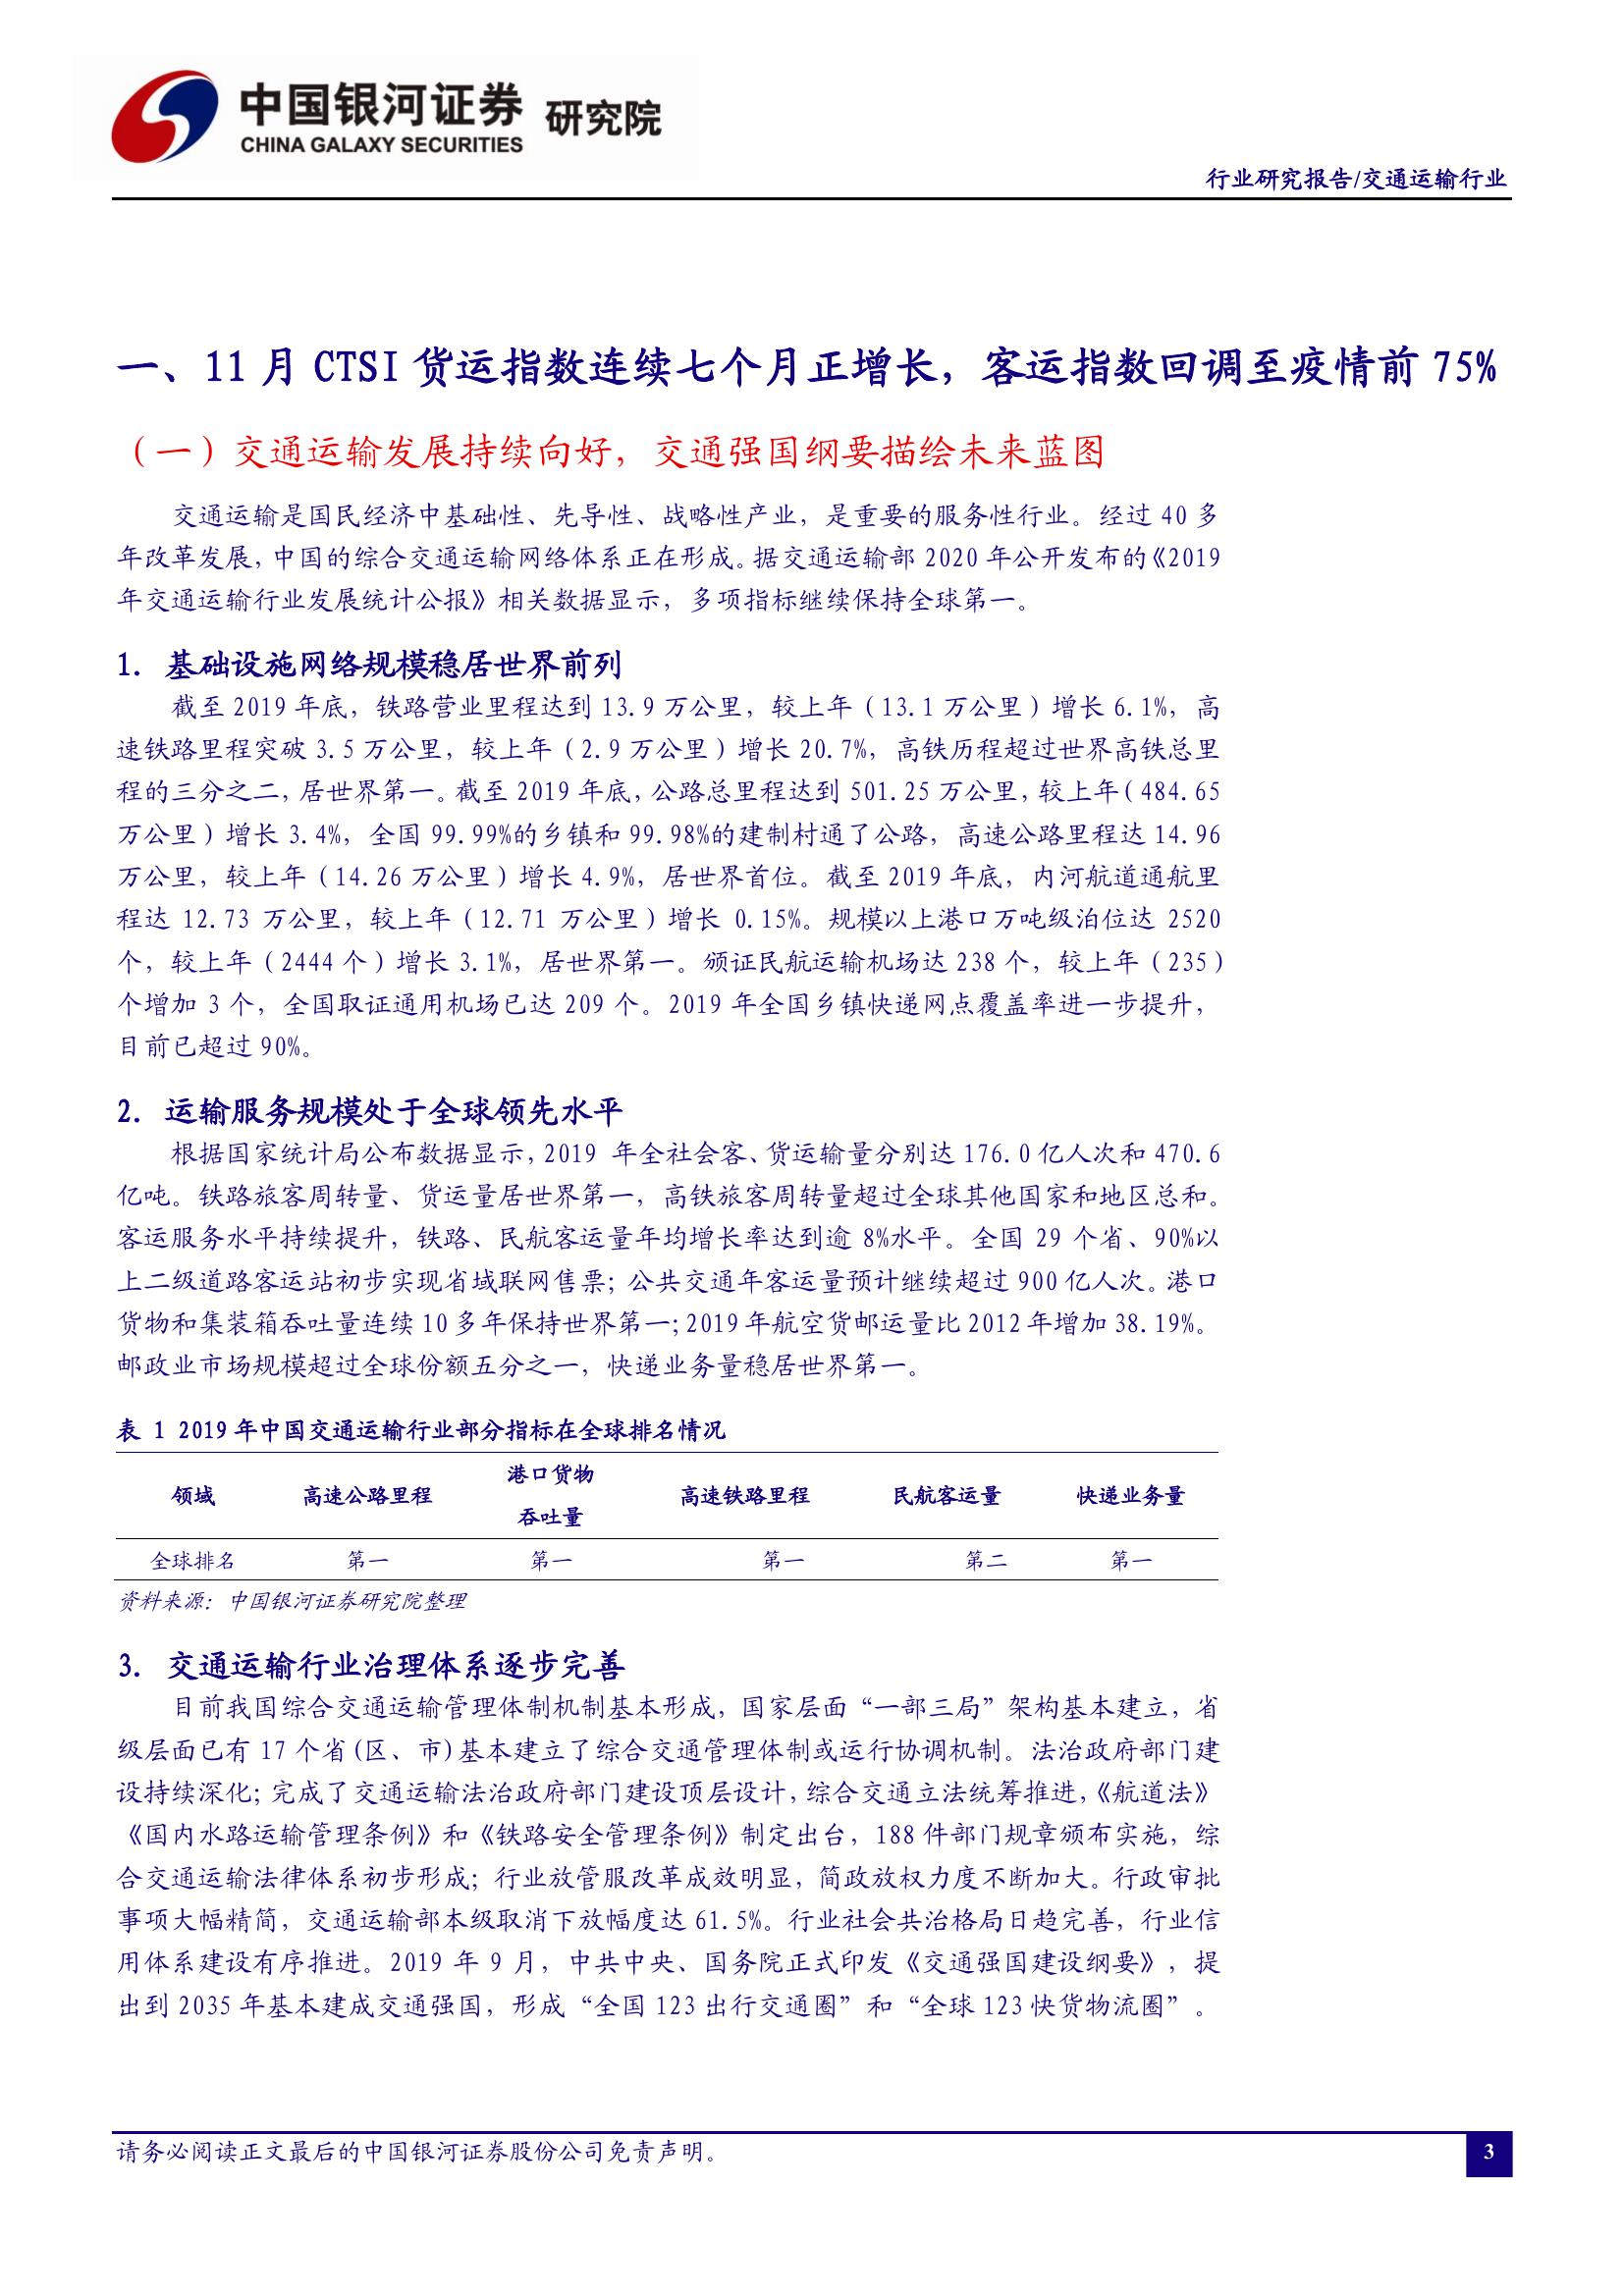 中国银河证券 研究院
CHINA GALAXY SECURITIES
行业研究报告/交通运输行业
一、11 月 CTSI 货运指数连续七个月正增长，客运指数回调至疫情前 75%
（一）交通运输发展持续向好，交通强国纲要描绘未来蓝图
交通运输是国民经济中基础性、先导性、战略性产业，是重要的服务性行业。经过 40 多
年改革发展，中国的综合交通运输网络体系正在形成。据交通运输部 2020 年公开发布的《2019
年交通运输行业发展统计公报》相关数据显示，多项指标继续保持全球第一。
1. 基础设施网络规模稳居世界前列
截至 2019 年底，铁路营业里程达到 13.9 万公里，较上年（13.1 万公里）增长 6.1%，高
速铁路里程突破 3.5 万公里，较上年（2.9 万公里）增长 20.7%，高铁历程超过世界高铁总里
程的三分之二，居世界第一。截至 2019 年底，公路总里程达到 501.25 万公里，较上年（484.65
万公里）增长 3.4%，全国 99.99%的乡镇和 99.98%的建制村通了公路，高速公路里程达 14.96
万公里，较上年（14.26 万公里）增长 4.9%，居世界首位。截至 2019 年底，内河航道通航里
程达 12.73 万公里，较上年（12.71 万公里）增长 0.15%。规模以上港口万吨级泊位达 2520
个，较上年（2444 个）增长 3.1%，居世界第一。颁证民航运输机场达 238 个，较上年（235）
个增加 3 个，全国取证通用机场已达 209 个。2019 年全国乡镇快递网点覆盖率进一步提升，
目前已超过 90%。
2. 运输服务规模处于全球领先水平
根据国家统计局公布数据显示，2019 年全社会客、货运输量分别达 176.0 亿人次和 470.6
亿吨。铁路旅客周转量、货运量居世界第一，高铁旅客周转量超过全球其他国家和地区总和。
客运服务水平持续提升，铁路、民航客运量年均增长率达到逾 8%水平。全国 29 个省、90%以
上二级道路客运站初步实现省域联网售票；公共交通年客运量预计继续超过 900 亿人次。港口
货物和集装箱吞吐量连续 10 多年保持世界第一；2019 年航空货邮运量比 2012 年增加 38.19%。
邮政业市场规模超过全球份额五分之一，快递业务量稳居世界第一。
表 1 2019 年中国交通运输行业部分指标在全球排名情况
领域 高速公路里程 港口货物吞吐量 高速铁路里程 民航客运量 快递业务量
全球排名 第一 第一 第一 第二 第一
资料来源：中国银河证券研究院整理
3. 交通运输行业治理体系逐步完善
目前我国综合交通运输管理体制机制基本形成，国家层面“一部三局”架构基本建立，省
级层面已有 17 个省(区、市)基本建立了综合交通管理体制或运行协调机制。法治政府部门建
设持续深化；完成了交通运输法治政府部门建设顶层设计，综合交通立法统筹推进，《航道法》
《国内水路运输管理条例》和《铁路安全管理条例》制定出台，188 件部门规章颁布实施，综
合交通运输法律体系初步形成；行业放管服改革成效明显，简政放权力度不断加大。行政审批
事项大幅精简，交通运输部本级取消下放幅度达 61.5%。行业社会共治格局日趋完善，行业信
用体系建设有序推进。2019 年 9 月，中共中央、国务院正式印发《交通强国建设纲要》，提
出到 2035 年基本建成交通强国，形成“全国 123 出行交通圈”和“全球 123 快货物流圈”。
请务必阅读正文最后的中国银河证券股份公司免责声明。
3